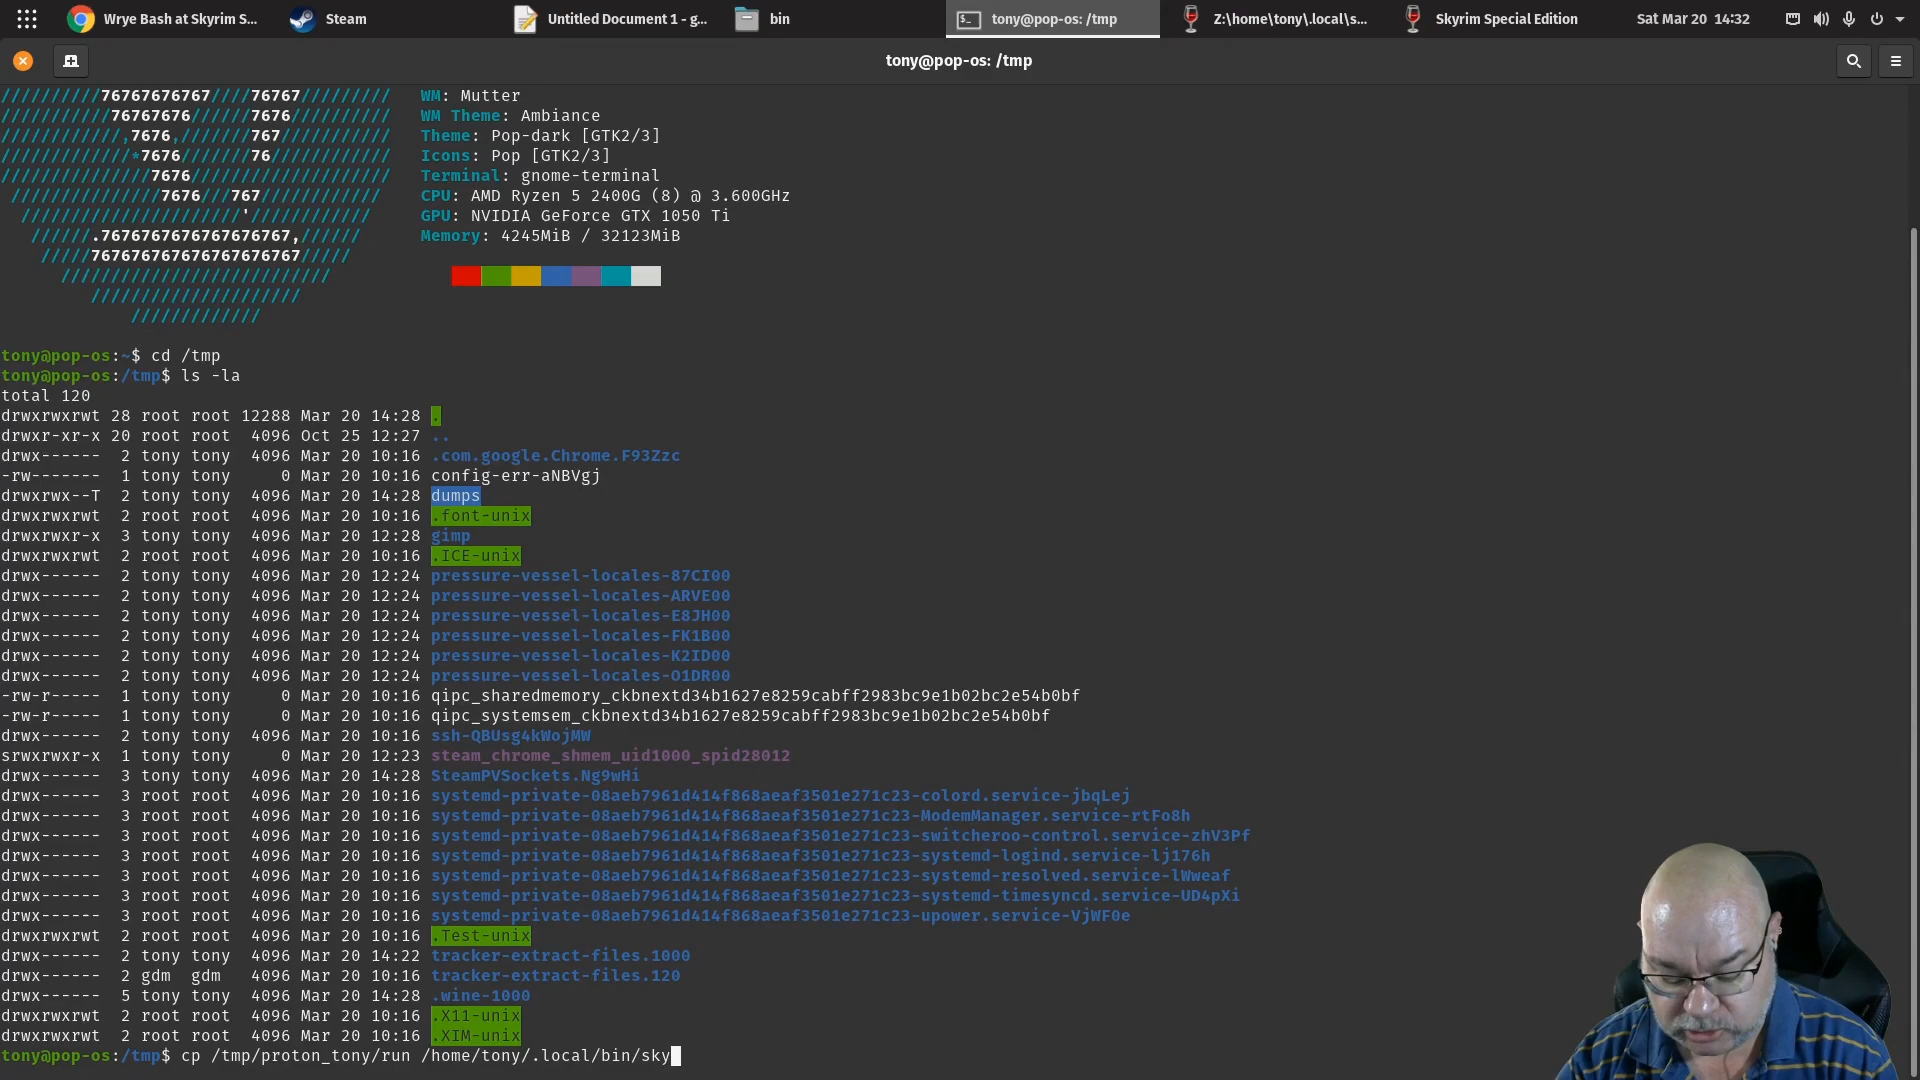 Wrye Bash at Skyrim S... Steam Untitled Document 1 - g... bin tony@pop-os: /tmp Z:\home\tony\.local\s... Skyrim Special Edition Sat Mar 20 14:32
tony@pop-os: /tmp
//////////76767676767////76767///////// WM: Mutter
///////////76767676//////7676////////// WM Theme: Ambiance
////////////,7676,///////767/////////// Theme: Pop-dark [GTK2/3]
/////////////*7676///////76//////////// Icons: Pop [GTK2/3]
///////////////7676//////////////////// Terminal: gnome-terminal
///////////////7676///767//////////// CPU: AMD Ryzen 5 2400G (8) @ 3.600GHz
//////////////////////'//////////// GPU: NVIDIA GeForce GTX 1050 Ti
//////.7676767676767676767,////// Memory: 4245MiB / 32123MiB
/////767676767676767676767/////
///////////////////////////
/////////////////////
/////////////
tony@pop-os:~$ cd /tmp
tony@pop-os:/tmp$ ls -la
total 120
drwxrwxrwt 28 root root 12288 Mar 20 14:28 .
drwxr-xr-x 20 root root 4096 Oct 25 12:27 ..
drwx------ 2 tony tony 4096 Mar 20 10:16 .com.google.Chrome.F93Zzc
-rw------- 1 tony tony 0 Mar 20 10:16 config-err-aNBVgj
drwxrwx--T 2 tony tony 4096 Mar 20 14:28 dumps
drwxrwxrwt 2 root root 4096 Mar 20 10:16 .font-unix
drwxrwxr-x 3 tony tony 4096 Mar 20 12:28 gimp
drwxrwxrwt 2 root root 4096 Mar 20 10:16 .ICE-unix
drwx------ 2 tony tony 4096 Mar 20 12:24 pressure-vessel-locales-87CI00
drwx------ 2 tony tony 4096 Mar 20 12:24 pressure-vessel-locales-ARVE00
drwx------ 2 tony tony 4096 Mar 20 12:24 pressure-vessel-locales-E8JH00
drwx------ 2 tony tony 4096 Mar 20 12:24 pressure-vessel-locales-FK1B00
drwx------ 2 tony tony 4096 Mar 20 12:24 pressure-vessel-locales-K2ID00
drwx------ 2 tony tony 4096 Mar 20 12:24 pressure-vessel-locales-O1DR00
-rw-r----- 1 tony tony 0 Mar 20 10:16 qipc_sharedmemory_ckbnextd34b1627e8259cabff2983bc9e1b02bc2e54b0bf
-rw-r----- 1 tony tony 0 Mar 20 10:16 qipc_systemsem_ckbnextd34b1627e8259cabff2983bc9e1b02bc2e54b0bf
drwx------ 2 tony tony 4096 Mar 20 10:16 ssh-QBUsg4kWojMW
srwxrwxr-x 1 tony tony 0 Mar 20 12:23 steam_chrome_shmem_uid1000_spid28012
drwx------ 3 tony tony 4096 Mar 20 14:28 SteamPVSockets.Ng9wHi
drwx------ 3 root root 4096 Mar 20 10:16 systemd-private-08aeb7961d414f868aeaf3501e271c23-colord.service-jbqLej
drwx------ 3 root root 4096 Mar 20 10:16 systemd-private-08aeb7961d414f868aeaf3501e271c23-ModemManager.service-rtFo8h
drwx------ 3 root root 4096 Mar 20 10:16 systemd-private-08aeb7961d414f868aeaf3501e271c23-switcheroo-control.service-zhV3Pf
drwx------ 3 root root 4096 Mar 20 10:16 systemd-private-08aeb7961d414f868aeaf3501e271c23-systemd-logind.service-lj176h
drwx------ 3 root root 4096 Mar 20 10:16 systemd-private-08aeb7961d414f868aeaf3501e271c23-systemd-resolved.service-lWweaf
drwx------ 3 root root 4096 Mar 20 10:16 systemd-private-08aeb7961d414f868aeaf3501e271c23-systemd-timesyncd.service-UD4pXi
drwx------ 3 root root 4096 Mar 20 10:16 systemd-private-08aeb7961d414f868aeaf3501e271c23-upower.service-VjWF0e
drwxrwxrwt 2 root root 4096 Mar 20 10:16 .Test-unix
drwx------ 2 tony tony 4096 Mar 20 14:22 tracker-extract-files.1000
drwx------ 2 gdm gdm 4096 Mar 20 10:16 tracker-extract-files.120
drwx------ 5 tony tony 4096 Mar 20 14:28 .wine-1000
drwxrwxrwt 2 root root 4096 Mar 20 10:16 .X11-unix
drwxrwxrwt 2 root root 4096 Mar 20 10:16 .XIM-unix
tony@pop-os:/tmp$ cp /tmp/proton_tony/run /home/tony/.local/bin/sky